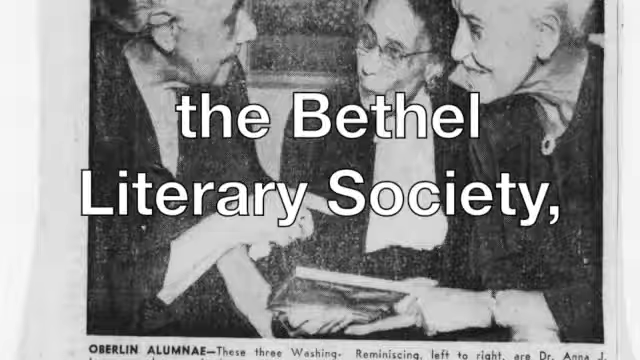 the Bethel
Literary Society,
OBERLIN ALUMNAE—These three Washing- Reminiscing, left to right, are Dr. Anna J.